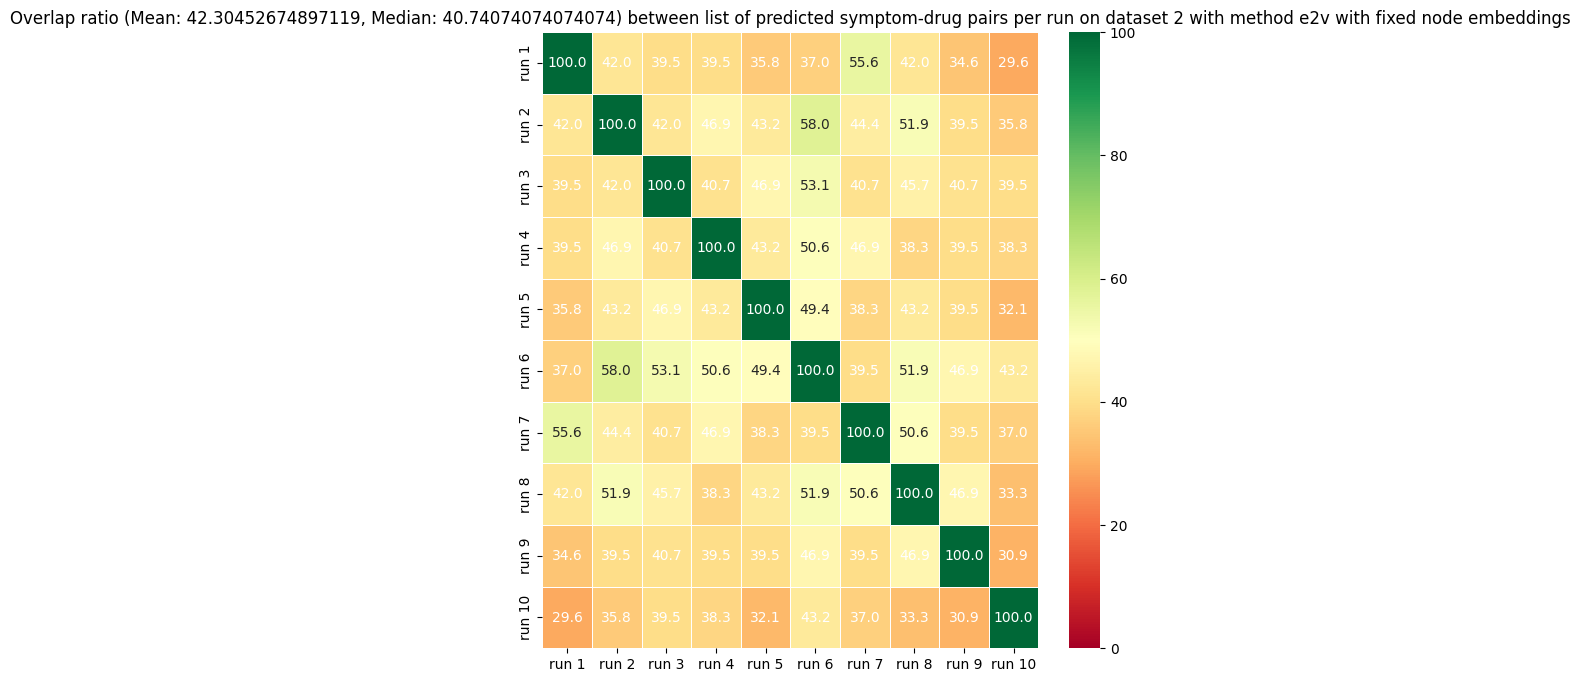 Overlap ratio (Mean: 42.30452674897119, Median: 40.74074074074074) between list of predicted symptom-drug pairs per run on dataset 2 with method e2v with fixed node embeddings
run 1 100.0 42.0 39.5 39.5 35.8 37.0 55.6 42.0 34.6 29.6
run 2 42.0 100.0 42.0 46.9 43.2 58.0 44.4 51.9 39.5 35.8
run 3 39.5 42.0 100.0 40.7 46.9 53.1 40.7 45.7 40.7 39.5
run 4 39.5 46.9 40.7 100.0 43.2 50.6 46.9 38.3 39.5 38.3
run 5 35.8 43.2 46.9 43.2 100.0 49.4 38.3 43.2 39.5 32.1
run 6 37.0 58.0 53.1 50.6 49.4 100.0 39.5 51.9 46.9 43.2
run 7 55.6 44.4 40.7 46.9 38.3 39.5 100.0 50.6 39.5 37.0
run 8 42.0 51.9 45.7 38.3 43.2 51.9 50.6 100.0 46.9 33.3
run 9 34.6 39.5 40.7 39.5 39.5 46.9 39.5 46.9 100.0 30.9
run 10 29.6 35.8 39.5 38.3 32.1 43.2 37.0 33.3 30.9 100.0
run 1 run 2 run 3 run 4 run 5 run 6 run 7 run 8 run 9 run 10
100
80
60
40
20
0